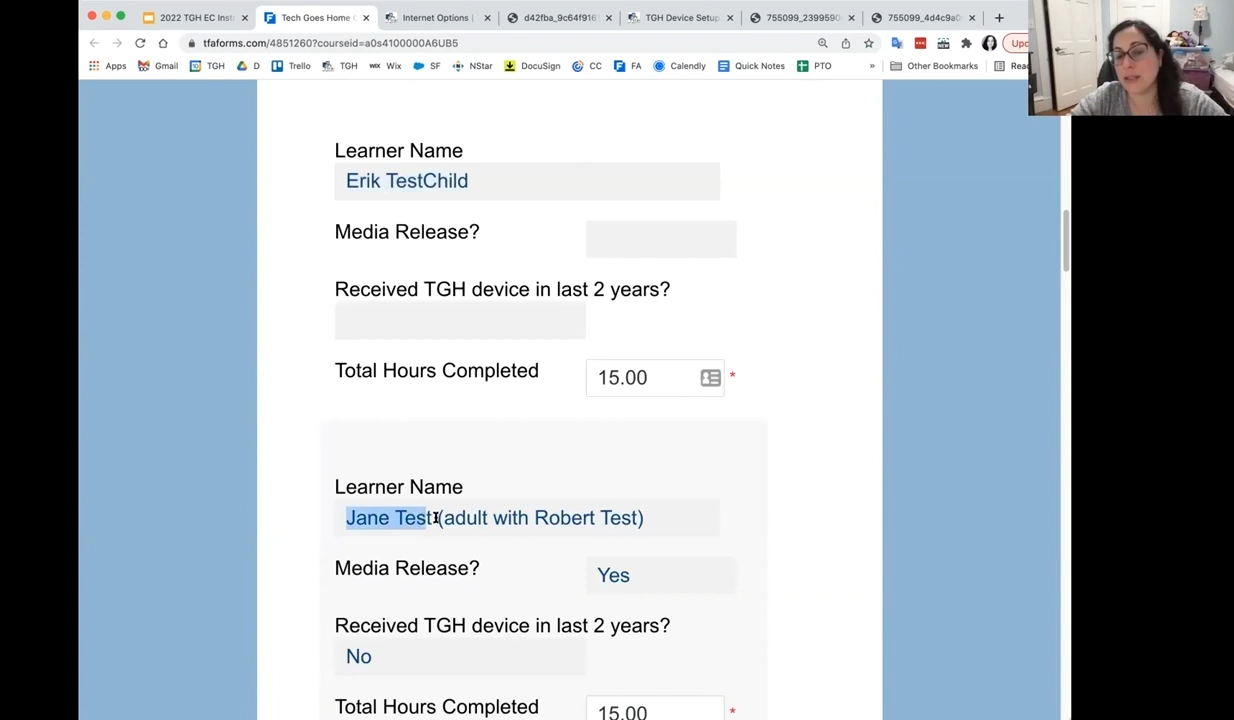 2022 TGH EC Inst
Tech Goes Home
Internet Options |
d42fba_9c64f916
TGH Device Setup
755099_2399590
755099_4d4c9a0
tfaforms.com/4851260?courseid=a0s4100000A6UB5
Apps Gmail TGH D Trello TGH WIX Wix SF NStar DocuSign CC FA Calendly Quick Notes PTO » Other Bookmarks
Learner Name
Erik TestChild
Media Release?
Received TGH device in last 2 years?
Total Hours Completed 15.00 *
Learner Name
Jane Test (adult with Robert Test)
Media Release? Yes
Received TGH device in last 2 years?
No
Total Hours Completed 15.00 *